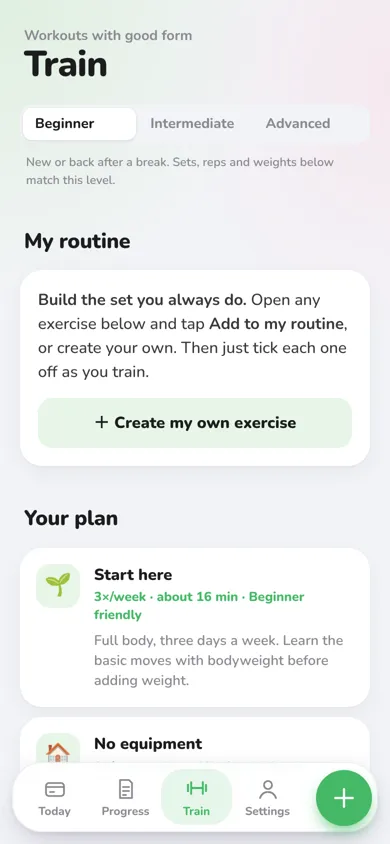 Workouts with good form
Train
Beginner
Intermediate
Advanced
New or back after a break. Sets, reps and weights below
match this level.
My routine
Build the set you always do. Open any
exercise below and tap Add to my routine,
or create your own. Then just tick each one
off as you train.
+ Create my own exercise
Your plan
Start here
3×/week · about 16 min · Beginner
friendly
Full body, three days a week. Learn the
basic moves with bodyweight before
adding weight.
No equipment
Today
Progress
Train
Settings